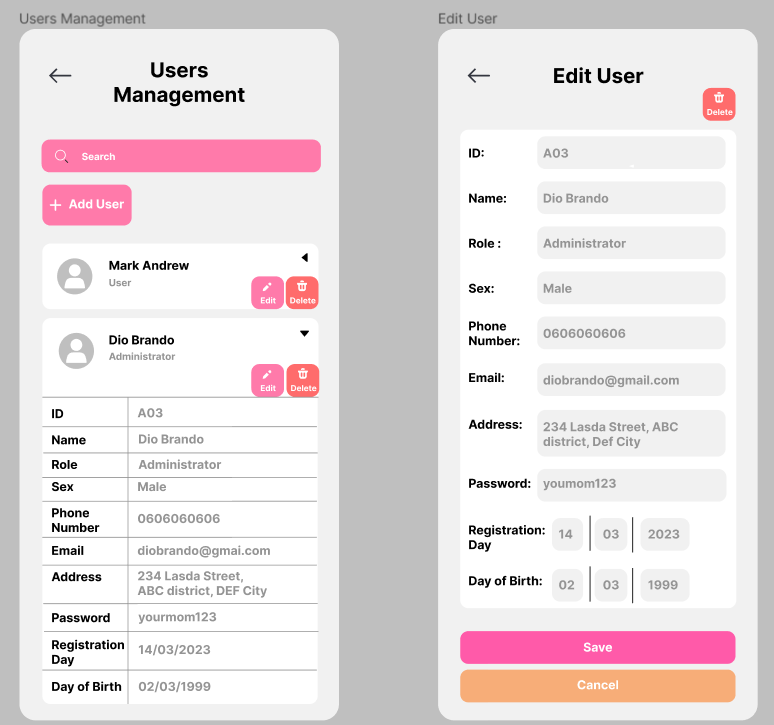 Users Management
Users
Management
Search
+ Add User
Mark Andrew
User
Edit
Delete
Dio Brando
Administrator
Edit
Delete
ID A03
Name Dio Brando
Role Administrator
Sex Male
Phone
Number 0606060606
Email diobrando@gmai.com
Address 234 Lasda Street,
ABC district, DEF City
Password yourmom123
Registration
Day 14/03/2023
Day of Birth 02/03/1999
Edit User
Edit User
Delete
ID: A03
Name: Dio Brando
Role : Administrator
Sex: Male
Phone
Number: 0606060606
Email: diobrando@gmail.com
Address: 234 Lasda Street, ABC
district, Def City
Password: youmom123
Registration:
Day 14 03 2023
Day of Birth: 02 03 1999
Save
Cancel